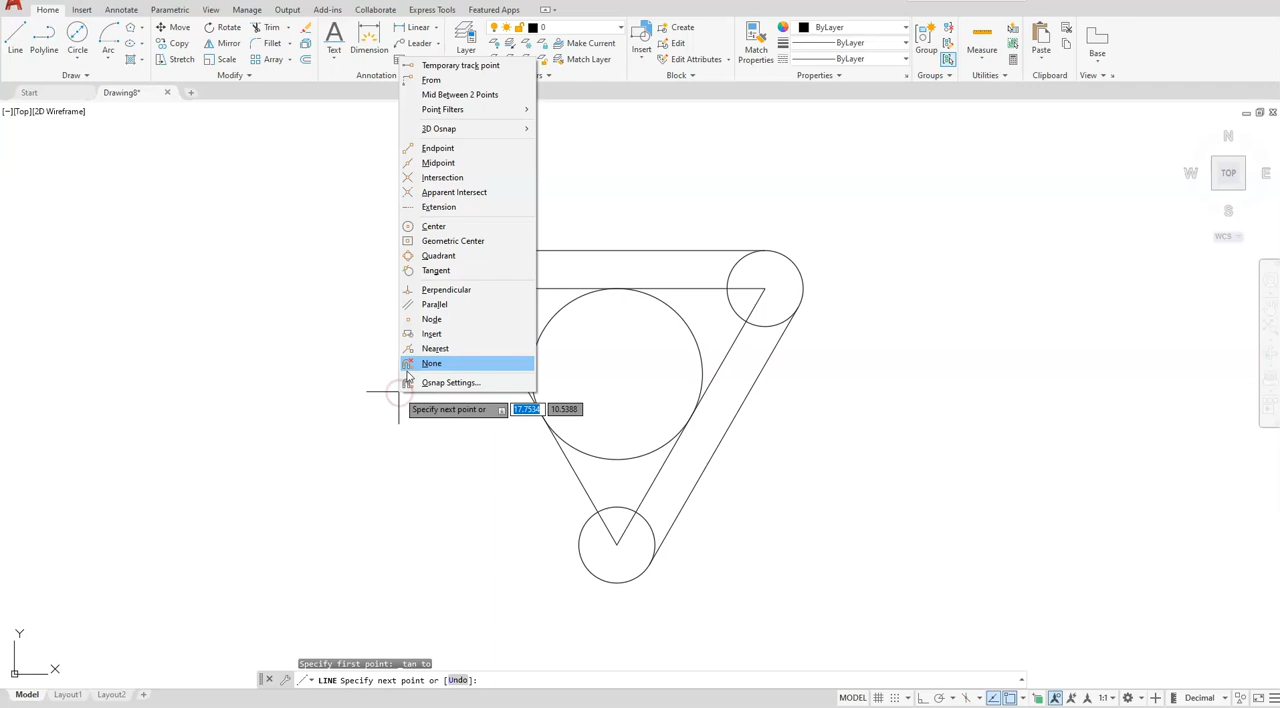 Home Insert Annotate Parametric View Manage Output Add-ins Collaborate Express Tools Featured Apps
Line Polyline Circle Arc
Move Rotate Trim
Copy Mirror Fillet
Stretch Scale Array
Text Dimension Linear
Leader
Layer
0
Make Current
Match Layer
Insert Create
Edit
Edit Attributes
Match Properties
ByLayer
ByLayer
ByLayer
Group
Measure
Paste
Base
Draw Modify Annotation Block Properties Groups Utilities Clipboard View
Start Drawing8*
[−][Top][2D Wireframe]
Temporary track point
From
Mid Between 2 Points
Point Filters
3D Osnap
Endpoint
Midpoint
Intersection
Apparent Intersect
Extension
Center
Geometric Center
Quadrant
Tangent
Perpendicular
Parallel
Node
Insert
Nearest
None
Osnap Settings...
N
W TOP E
S
WCS
Specify next point or 17.7534 10.5388
Y
X
Specify first point: _tan to
LINE Specify next point or [Undo]:
Model Layout1 Layout2
MODEL 1:1 Decimal